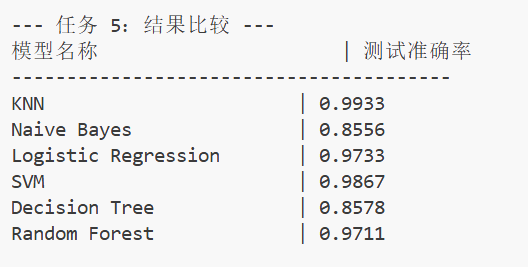 --- 任务 5: 结果比较 ---
模型名称 | 测试准确率
----------------------------------------
KNN | 0.9933
Naive Bayes | 0.8556
Logistic Regression | 0.9733
SVM | 0.9867
Decision Tree | 0.8578
Random Forest | 0.9711